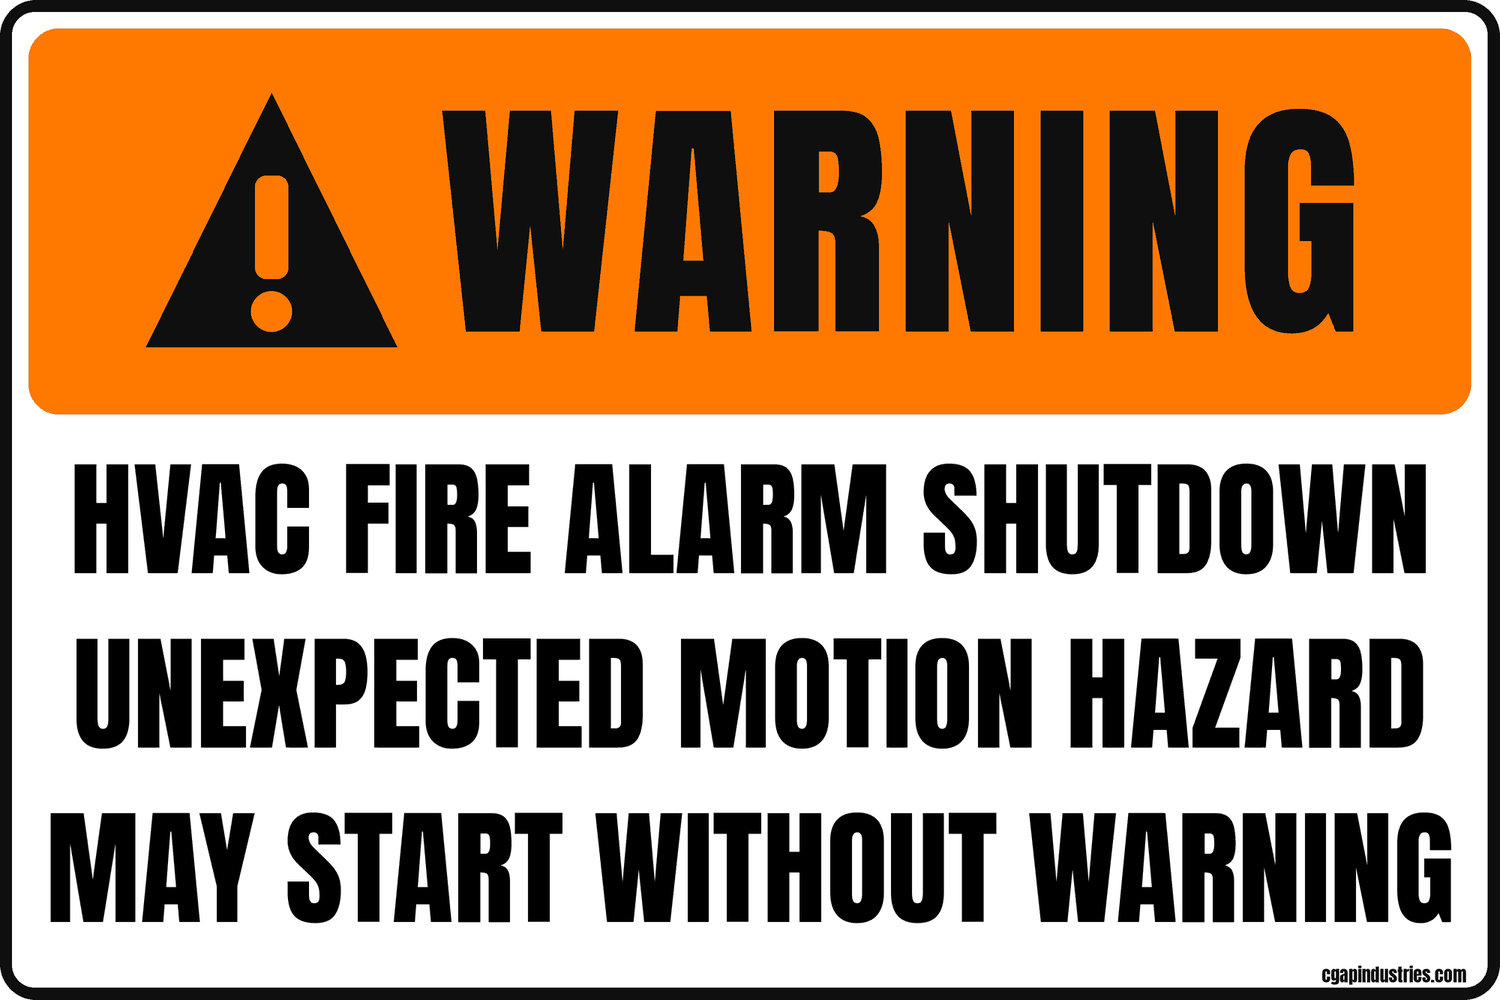 WARNING
HVAC FIRE ALARM SHUTDOWN
UNEXPECTED MOTION HAZARD
MAY START WITHOUT WARNING
cgapindustries.com